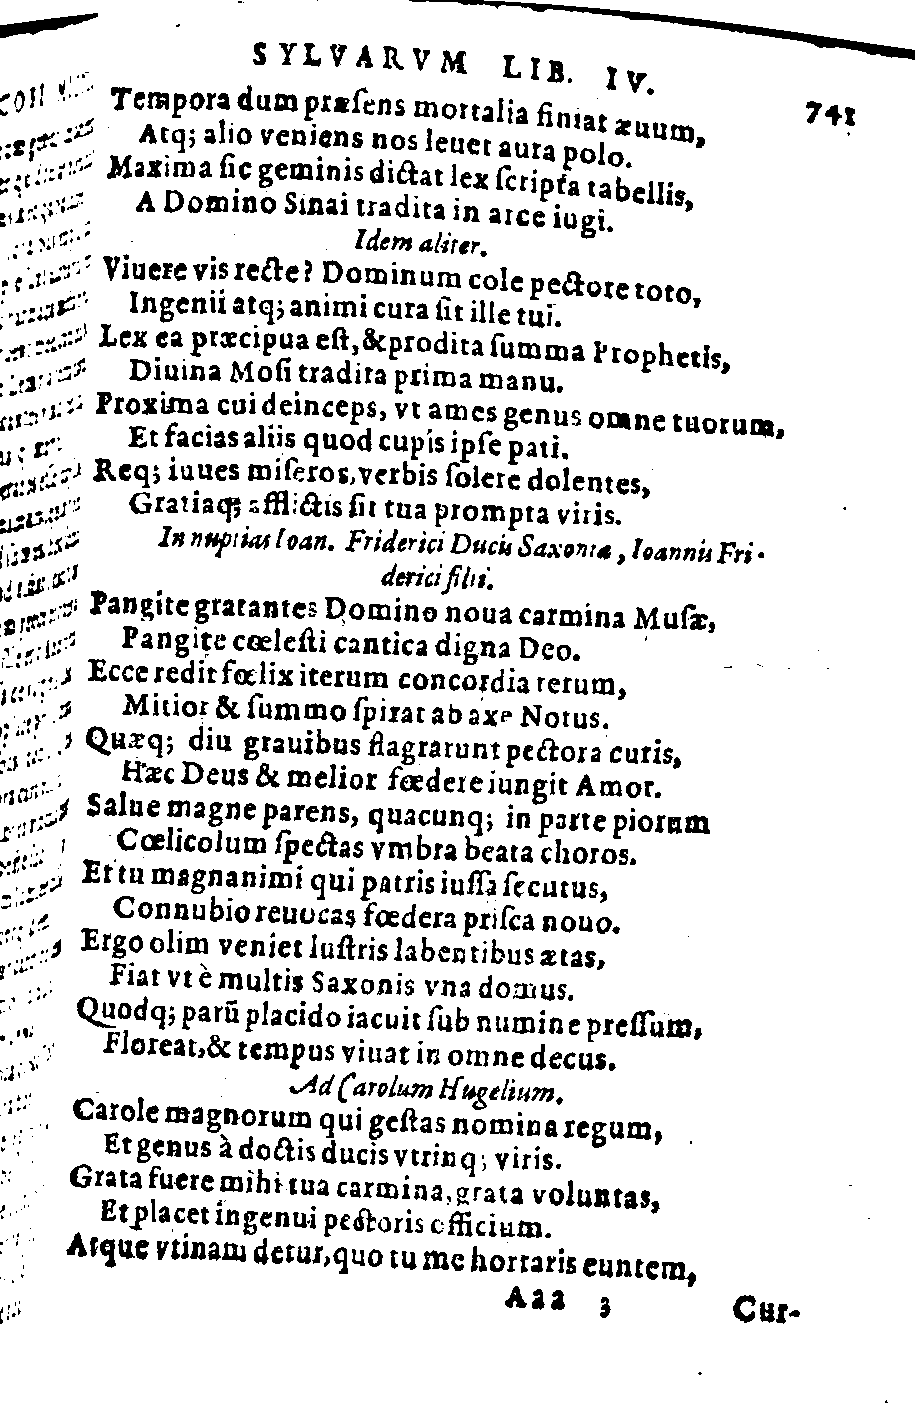 SYLVARVM LIB. IV. 741
Tempora dum præſens mortalia finiat æuum,
Atq; alio veniens nos leuet aura polo.
Maxima ſic geminis dictat lex ſcripta tabellis,
A Domino Sinai tradita in arce iugi.
Idem aliter.
Viuere vis recte? Dominum cole pectore toto,
Ingenii atq; animi cura ſit ille tui.
Lex ea præcipua eſt, & prodita ſumma Prophetis,
Diuina Moſi tradita prima manu.
Proxima cui deinceps, vt ames genus omne tuorum,
Et facias aliis quod cupis ipſe pati.
Req; iuues miſeros, verbis ſolere dolentes,
Gratiaq; afflictis ſit tua prompta viris.
In nuptias Ioan. Friderici Ducis Saxoniæ, Ioannis Fri-
derici filii.
Pangite gratantes Domino noua carmina Muſæ,
Pangite cœleſti cantica digna Deo.
Ecce redit fœlix iterum concordia rerum,
Mitior & ſummo ſpirat ab axe Notus.
Quæq; diu grauibus flagrarunt pectora curis,
Hæc Deus & melior fœdere iungit Amor.
Salue magne parens, quacunq; in parte piorum
Cœlicolum ſpectas vmbra beata choros.
Et tu magnanimi qui patris iuſſa ſecutus,
Connubio reuocas fœdera priſca nouo.
Ergo olim veniet luſtris labentibus ætas,
Fiat vt è multis Saxonis vna domus.
Quodq; parũ placido iacuit ſub numine preſſum,
Floreat, & tempus viuat in omne decus.
Ad Carolum Hugelium.
Carole magnorum qui geſtas nomina regum,
Et genus à doctis ducis vtrinq; viris.
Grata fuere mihi tua carmina, grata voluntas,
Et placet ingenui pectoris officium.
Atque vtinam detur, quo tu me hortaris euntem,
Aaa 3 Cur-